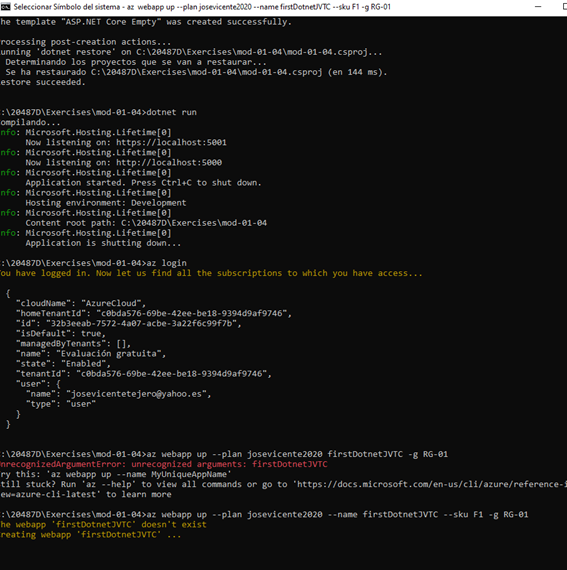 Seleccionar Símbolo del sistema - az webapp up --plan josevicente2020 --name firstDotnetJVTC --sku F1 -g RG-01
he template "ASP.NET Core Empty" was created successfully.
rocessing post-creation actions...
unning 'dotnet restore' on C:\20487D\Exercises\mod-01-04\mod-01-04.csproj...
Determinando los proyectos que se van a restaurar...
Se ha restaurado C:\20487D\Exercises\mod-01-04\mod-01-04.csproj (en 144 ms).
estore succeeded.
:\20487D\Exercises\mod-01-04>dotnet run
ompilando...
nfo: Microsoft.Hosting.Lifetime[0]
Now listening on: https://localhost:5001
nfo: Microsoft.Hosting.Lifetime[0]
Now listening on: http://localhost:5000
nfo: Microsoft.Hosting.Lifetime[0]
Application started. Press Ctrl+C to shut down.
nfo: Microsoft.Hosting.Lifetime[0]
Hosting environment: Development
nfo: Microsoft.Hosting.Lifetime[0]
Content root path: C:\20487D\Exercises\mod-01-04
nfo: Microsoft.Hosting.Lifetime[0]
Application is shutting down...
:\20487D\Exercises\mod-01-04>az login
ou have logged in. Now let us find all the subscriptions to which you have access...
{
"cloudName": "AzureCloud",
"homeTenantId": "c0bda576-69be-42ee-be18-9394d9af9746",
"id": "32b3eeab-7572-4a07-acbe-3a22f6c99f7b",
"isDefault": true,
"managedByTenants": [],
"name": "Evaluación gratuita",
"state": "Enabled",
"tenantId": "c0bda576-69be-42ee-be18-9394d9af9746",
"user": {
"name": "josevicentetejero@yahoo.es",
"type": "user"
}
}
:\20487D\Exercises\mod-01-04>az webapp up --plan josevicente2020 firstDotnetJVTC -g RG-01
nrecognizedArgumentError: unrecognized arguments: firstDotnetJVTC
ry this: 'az webapp up --name MyUniqueAppName'
till stuck? Run 'az --help' to view all commands or go to 'https://docs.microsoft.com/en-us/cli/azure/reference-i
ew=azure-cli-latest' to learn more
:\20487D\Exercises\mod-01-04>az webapp up --plan josevicente2020 --name firstDotnetJVTC --sku F1 -g RG-01
he webapp 'firstDotnetJVTC' doesn't exist
reating webapp 'firstDotnetJVTC' ...